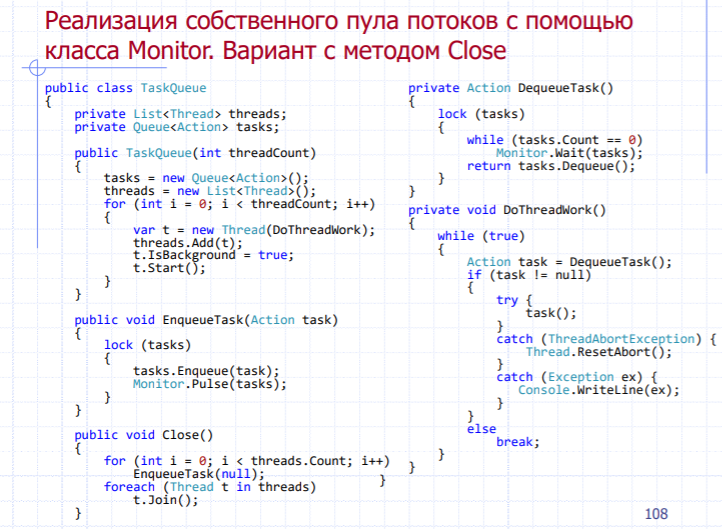 Реализация собственного пула потоков с помощью
класса Monitor. Вариант с методом Close
public class TaskQueue
{
    private List<Thread> threads;
    private Queue<Action> tasks;

    public TaskQueue(int threadCount)
    {
        tasks = new Queue<Action>();
        threads = new List<Thread>();
        for (int i = 0; i < threadCount; i++)
        {
            var t = new Thread(DoThreadWork);
            threads.Add(t);
            t.IsBackground = true;
            t.Start();
        }
    }

    public void EnqueueTask(Action task)
    {
        lock (tasks)
        {
            tasks.Enqueue(task);
            Monitor.Pulse(tasks);
        }
    }

    public void Close()
    {
        for (int i = 0; i < threads.Count; i++)
            EnqueueTask(null);
        foreach (Thread t in threads)
            t.Join();
    }

private Action DequeueTask()
{
    lock (tasks)
    {
        while (tasks.Count == 0)
            Monitor.Wait(tasks);
        return tasks.Dequeue();
    }
}
private void DoThreadWork()
{
    while (true)
    {
        Action task = DequeueTask();
        if (task != null)
        {
            try {
                task();
            }
            catch (ThreadAbortException) {
                Thread.ResetAbort();
            }
            catch (Exception ex) {
                Console.WriteLine(ex);
            }
        }
        else
            break;
    }
}
}
108